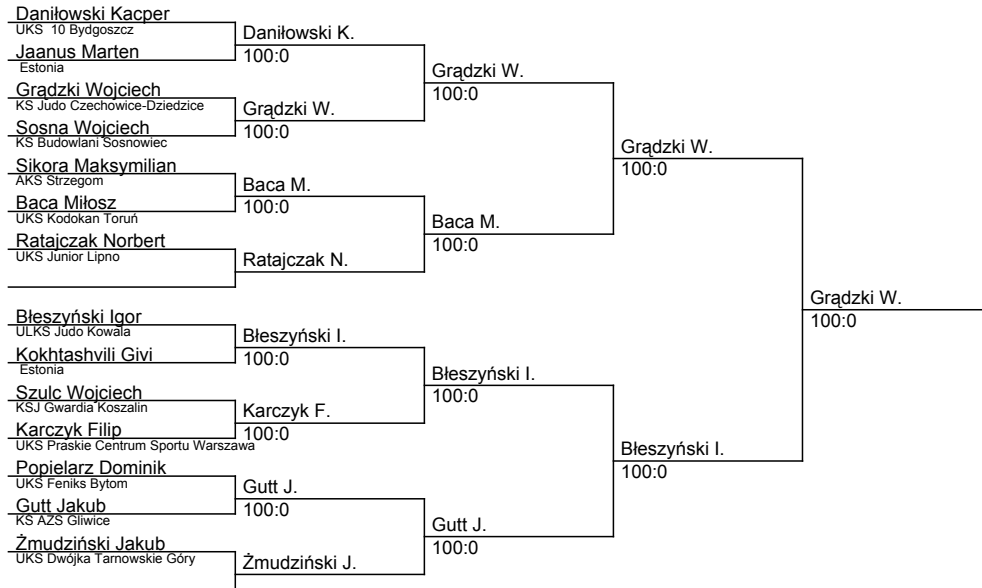 Daniłowski Kacper
UKS  10 Bydgoszcz
Jaanus Marten
Estonia
Grądzki Wojciech
KS Judo Czechowice-Dziedzice
Sosna Wojciech
KS Budowlani Sosnowiec
Sikora Maksymilian
AKS Strzegom
Baca Miłosz
UKS Kodokan Toruń
Ratajczak Norbert
UKS Junior Lipno
Błeszyński Igor
ULKS Judo Kowala
Kokhtashvili Givi
Estonia
Szulc Wojciech
KSJ Gwardia Koszalin
Karczyk Filip
UKS Praskie Centrum Sportu Warszawa
Popielarz Dominik
UKS Feniks Bytom
Gutt Jakub
KS AZS Gliwice
Żmudziński Jakub
UKS Dwójka Tarnowskie Góry
Daniłowski K.
100:0
Grądzki W.
100:0
Baca M.
100:0
Ratajczak N.
Błeszyński I.
100:0
Karczyk F.
100:0
Gutt J.
100:0
Żmudziński J.
Grądzki W.
100:0
Baca M.
100:0
Błeszyński I.
100:0
Gutt J.
100:0
Grądzki W.
100:0
Błeszyński I.
100:0
Grądzki W.
100:0